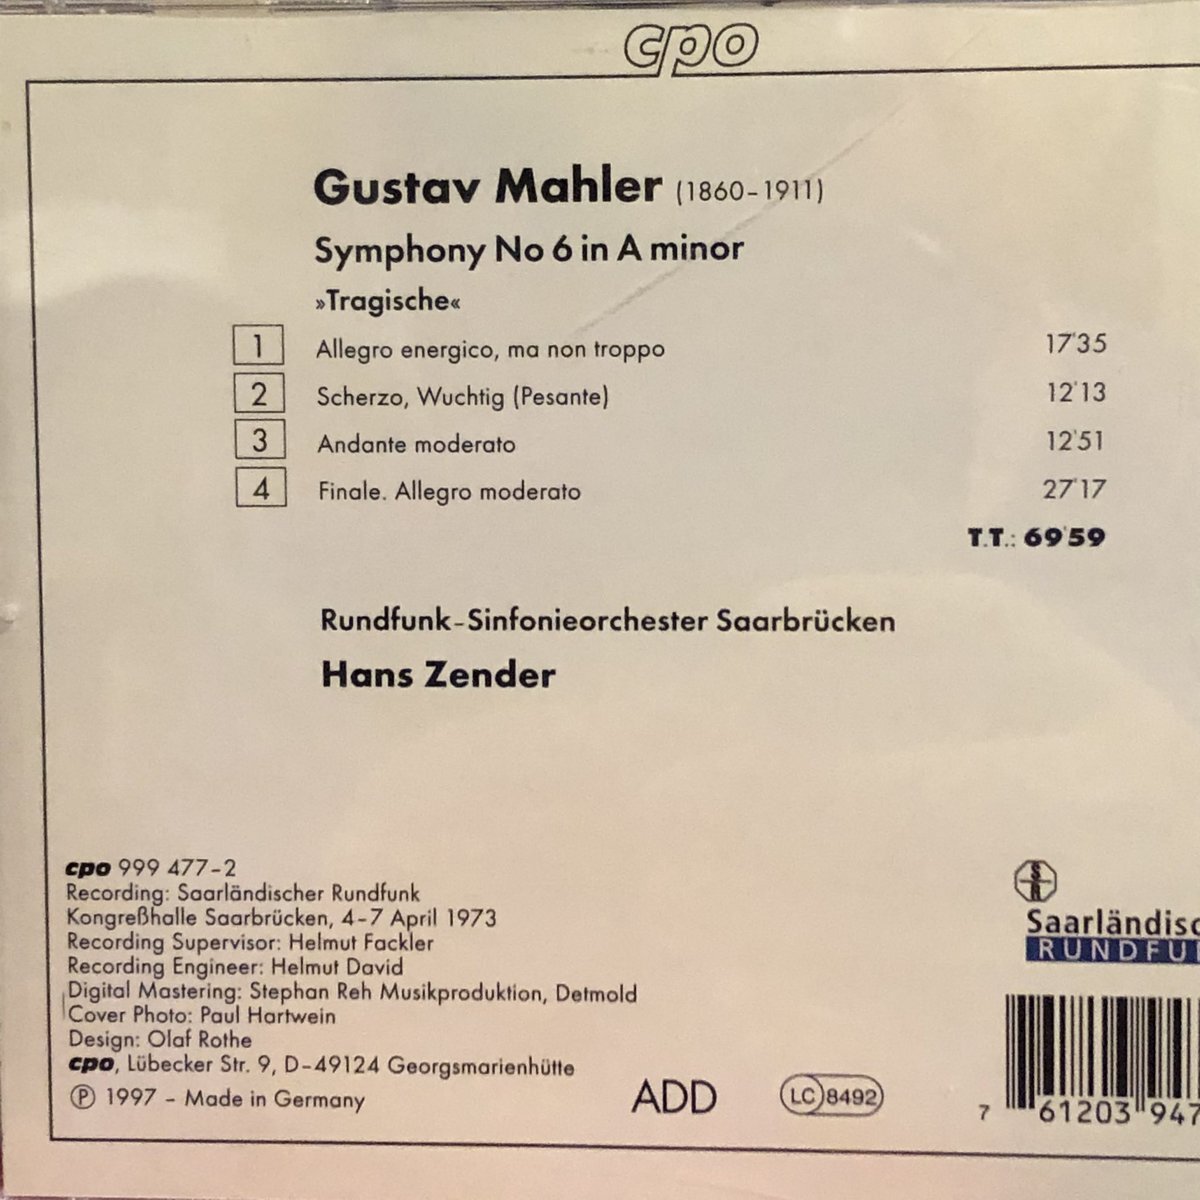 cpo
Gustav Mahler (1860–1911)
Symphony No 6 in A minor
»Tragische«
1 Allegro energico, ma non troppo 17'35
2 Scherzo, Wuchtig (Pesante) 12'13
3 Andante moderato 12'51
4 Finale. Allegro moderato 27'17
T.T.: 69'59
Rundfunk-Sinfonieorchester Saarbrücken
Hans Zender
cpo 999 477-2
Recording: Saarländischer Rundfunk
Kongreßhalle Saarbrücken, 4-7 April 1973
Recording Supervisor: Helmut Fackler
Recording Engineer: Helmut David
Digital Mastering: Stephan Reh Musikproduktion, Detmold
Cover Photo: Paul Hartwein
Design: Olaf Rothe
cpo, Lübecker Str. 9, D-49124 Georgsmarienhütte
℗ 1997 - Made in Germany
ADD
LC 8492
SR
Saarländisc
RUNDFU
7 61203 947